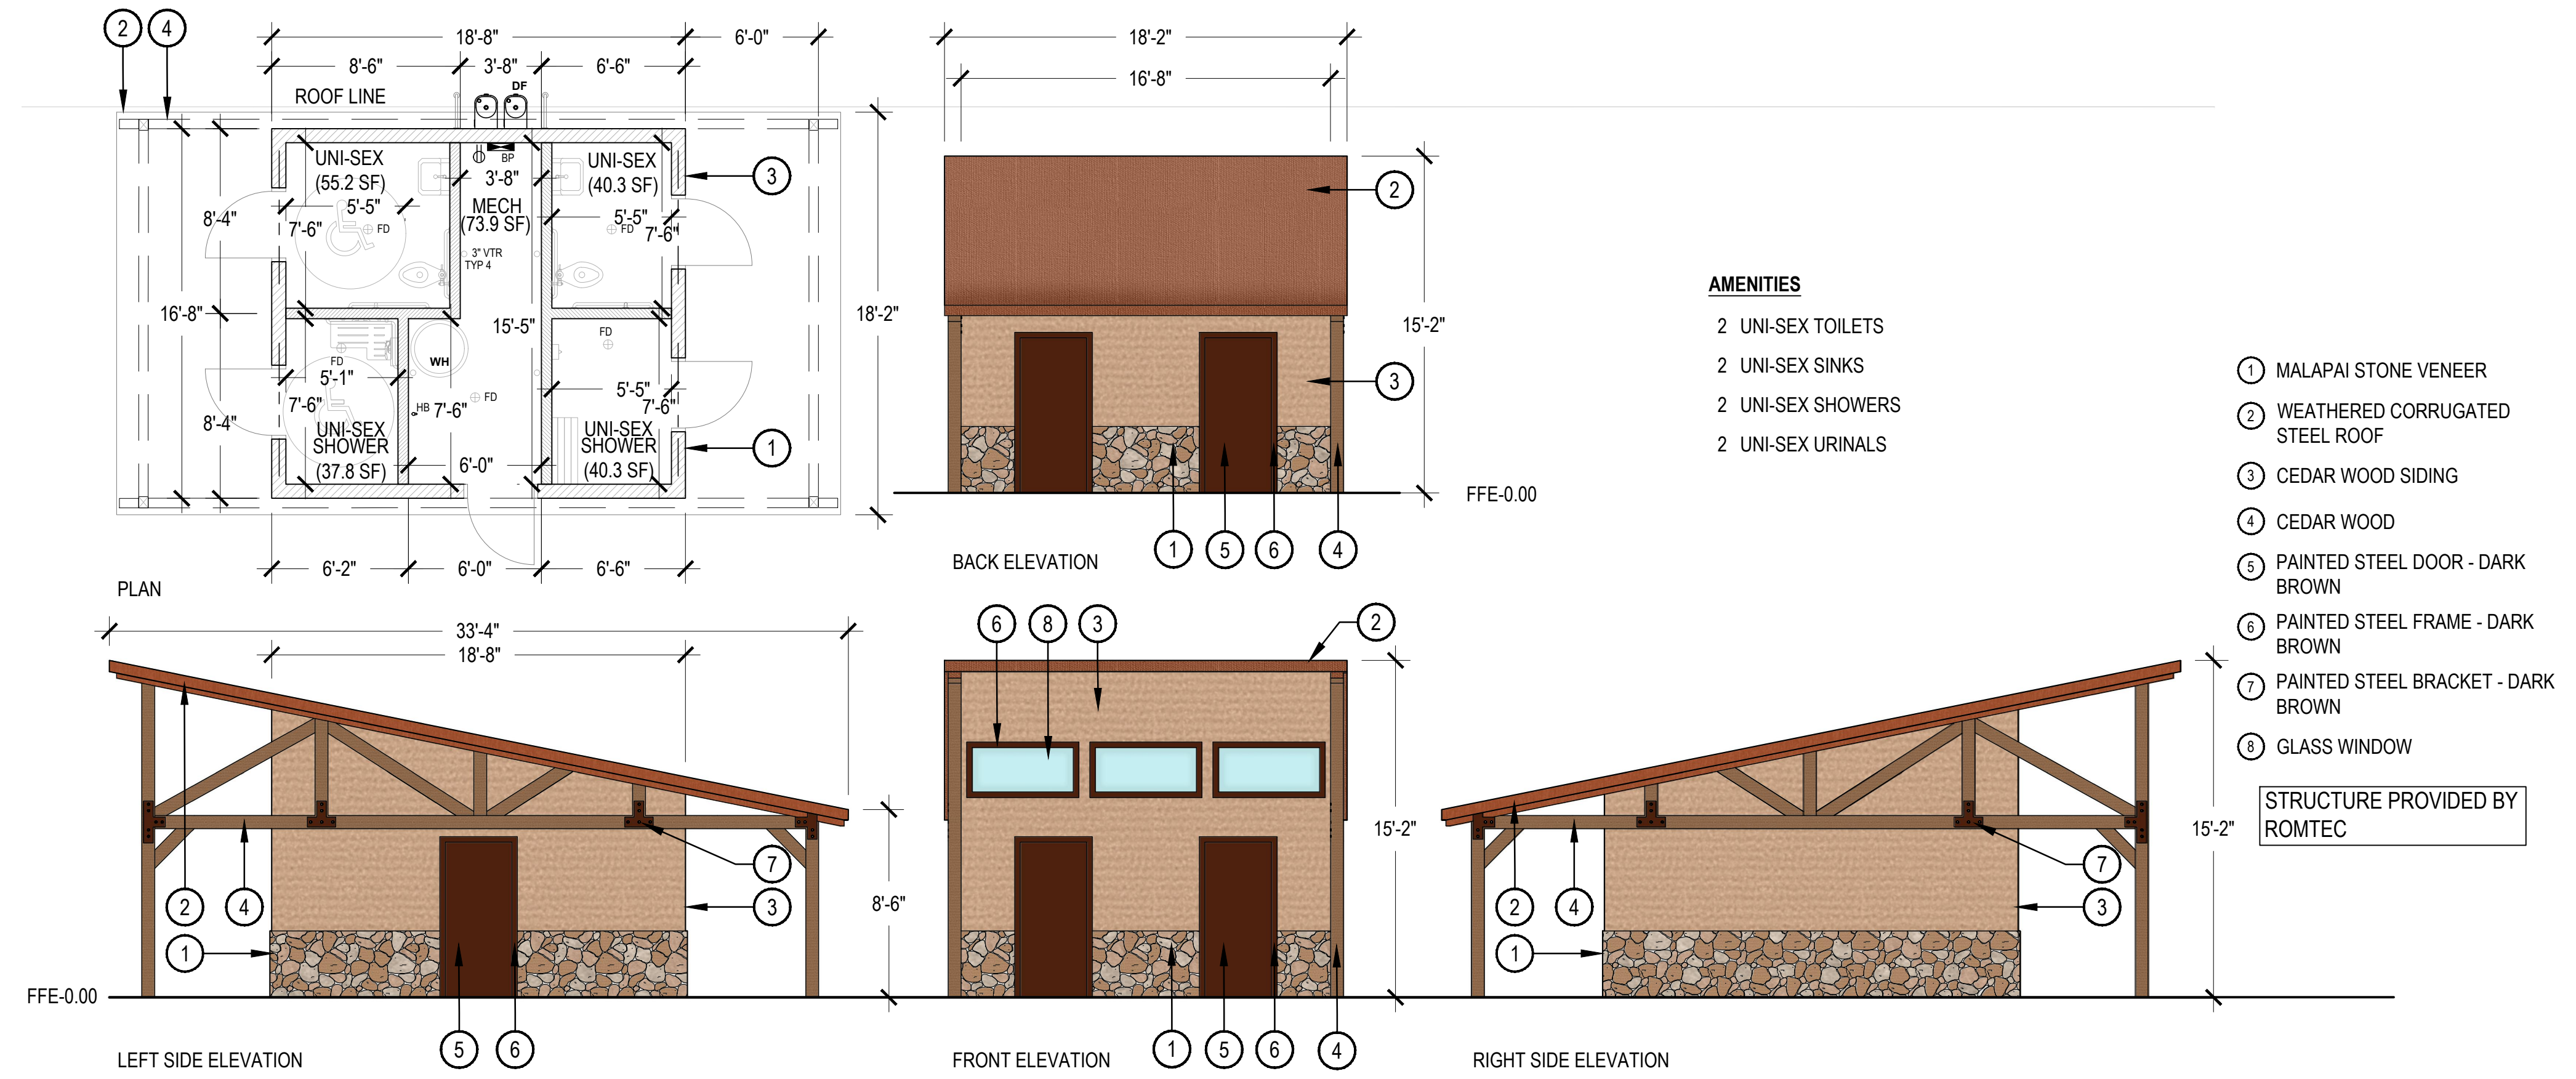 2 4
18'-8" 6'-0"
8'-6" 3'-8" 6'-6"
DF
ROOF LINE
UNI-SEX
(55.2 SF)
BP
3'-8"
UNI-SEX
(40.3 SF)
3
MECH
(73.9 SF)
8'-4"
5'-5"
7'-6"
FD
5'-5"
FD
7'-6"
3" VTR
TYP 4
16'-8"
15'-5"
18'-2"
FD
5'-1"
WH
FD
7'-6"
HB
7'-6"
FD
5'-5"
7'-6"
8'-4"
UNI-SEX
SHOWER
(37.8 SF)
6'-0"
UNI-SEX
SHOWER
(40.3 SF)
1
6'-2" 6'-0" 6'-6"
PLAN
18'-2"
16'-8"
2
15'-2"
3
FFE-0.00
1 5 6 4
BACK ELEVATION
AMENITIES
2 UNI-SEX TOILETS
2 UNI-SEX SINKS
2 UNI-SEX SHOWERS
2 UNI-SEX URINALS
1 MALAPAI STONE VENEER
2 WEATHERED CORRUGATED
STEEL ROOF
3 CEDAR WOOD SIDING
4 CEDAR WOOD
5 PAINTED STEEL DOOR - DARK
BROWN
6 PAINTED STEEL FRAME - DARK
BROWN
7 PAINTED STEEL BRACKET - DARK
BROWN
8 GLASS WINDOW
STRUCTURE PROVIDED BY
ROMTEC
33'-4"
18'-8"
7
2 4 3
8'-6"
1
FFE-0.00
5 6
LEFT SIDE ELEVATION
6 8 3 2
15'-2"
1 5 6 4
FRONT ELEVATION
15'-2"
7
2 4 3
1
RIGHT SIDE ELEVATION